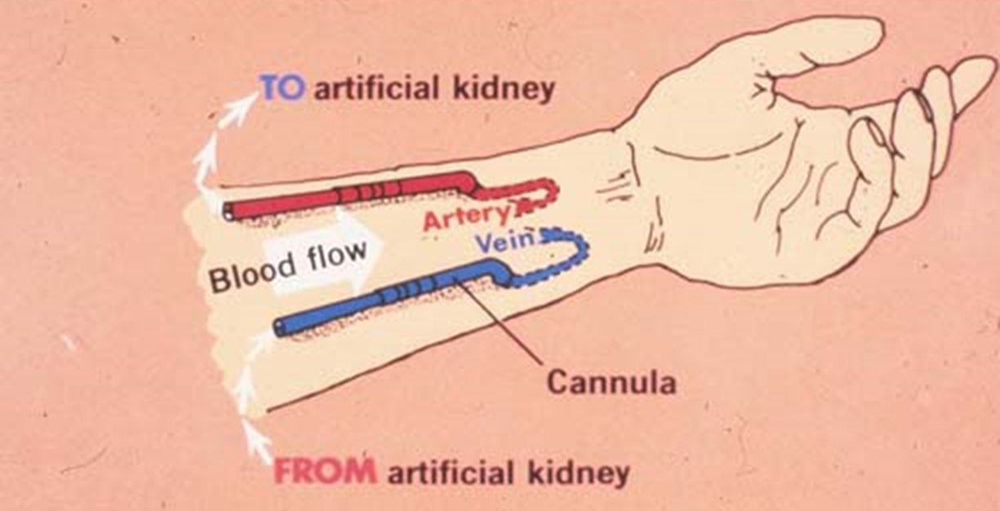 TO artificial kidney
Artery
Vein
Blood flow
Cannula
FROM artificial kidney